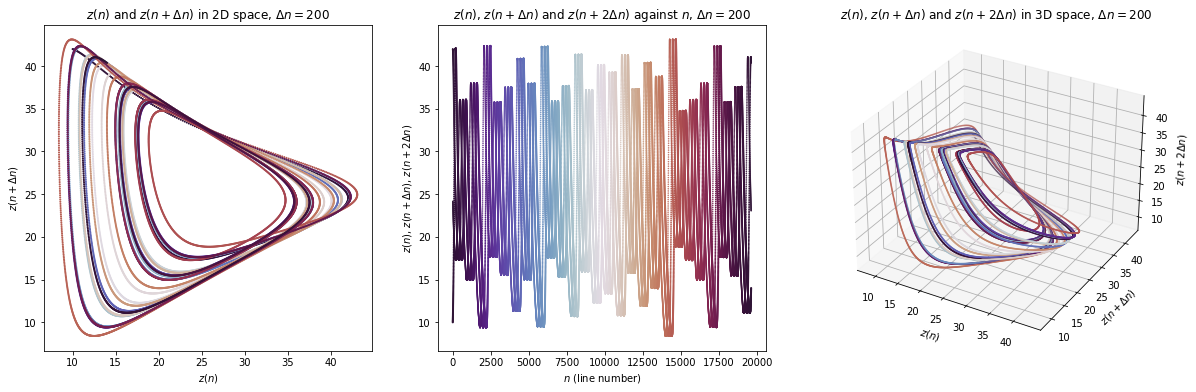 z(n) and z(n + Δn) in 2D space, Δn = 200
z(n + Δn)
40
35
30
25
20
15
10
10 15 20 25 30 35 40
z(n)
z(n), z(n + Δn) and z(n + 2Δn) against n, Δn = 200
z(n), z(n + Δn), z(n + 2Δn)
40
35
30
25
20
15
10
0 2500 5000 7500 10000 12500 15000 17500 20000
n (line number)
z(n), z(n + Δn) and z(n + 2Δn) in 3D space, Δn = 200
z(n + 2Δn)
40
35
30
25
20
15
10
z(n + Δn)
40
35
30
25
20
15
10
10 15 20 25 30 35 40
z(n)